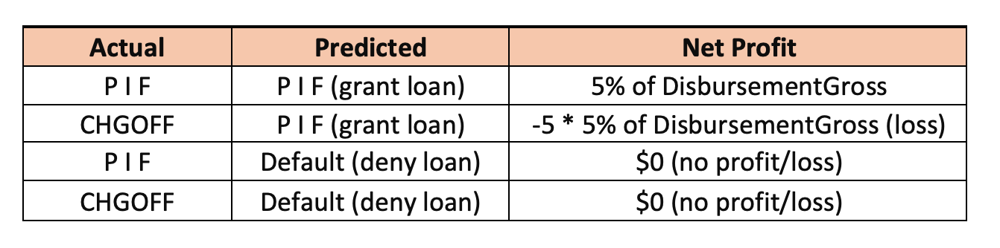 Actual Predicted Net Profit
P I F P I F (grant loan) 5% of DisbursementGross
CHGOFF P I F (grant loan) -5 * 5% of DisbursementGross (loss)
P I F Default (deny loan) $0 (no profit/loss)
CHGOFF Default (deny loan) $0 (no profit/loss)